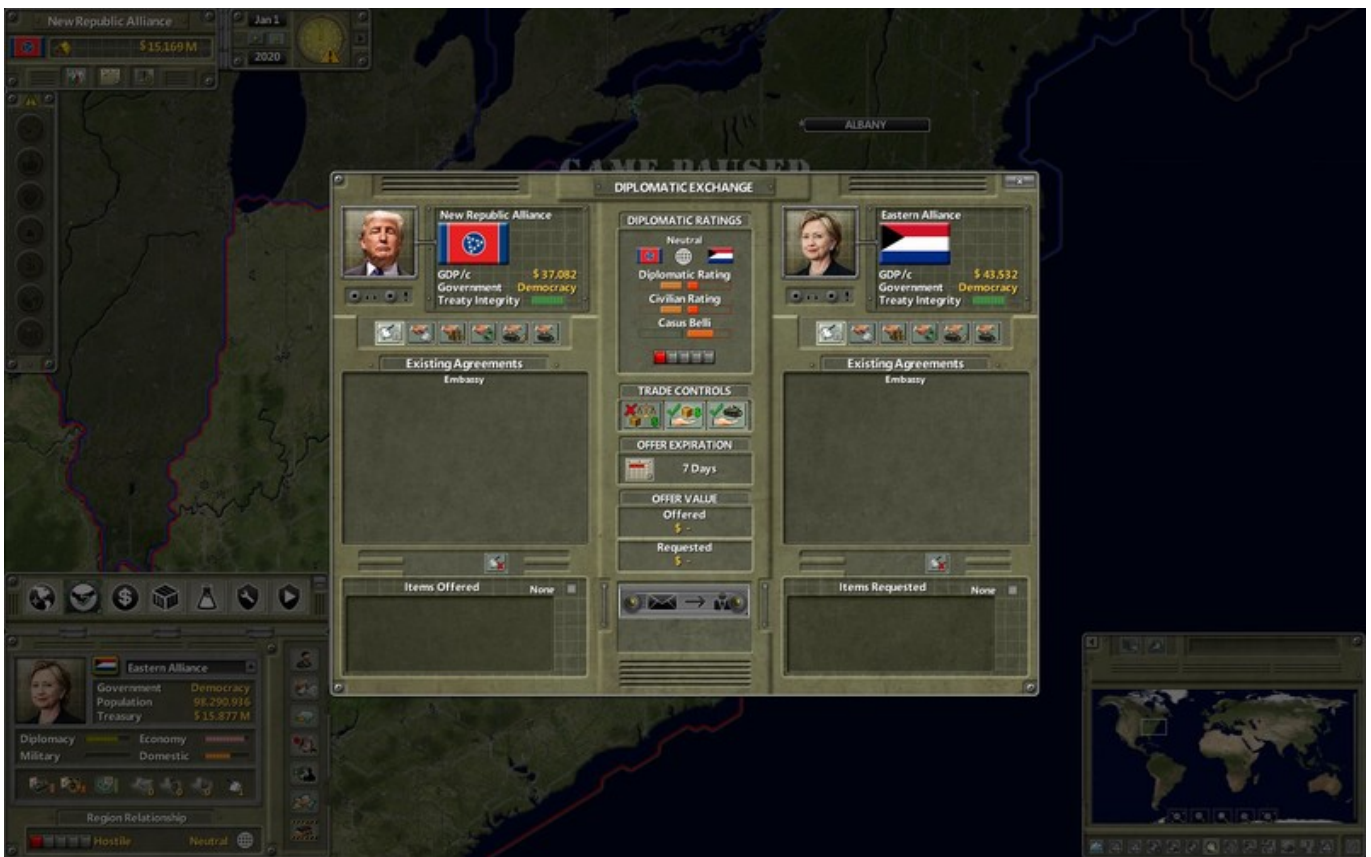 New Republic Alliance
$ 15,169 M
Jan 1
2020
ALBANY
GAME PAUSED
DIPLOMATIC EXCHANGE
New Republic Alliance
GDP/c $ 37,082
Government Democracy
Treaty Integrity
DIPLOMATIC RATINGS
Neutral
Diplomatic Rating
Civilian Rating
Casus Belli
Eastern Alliance
GDP/c $ 43,532
Government Democracy
Treaty Integrity
Existing Agreements
Embassy
TRADE CONTROLS
OFFER EXPIRATION
7 Days
OFFER VALUE
Offered
$ -
Requested
$ -
Existing Agreements
Embassy
Items Offered None
Items Requested None
Eastern Alliance
Government Democracy
Population 98,290,936
Treasury $ 15,877 M
Diplomacy Economy
Military Domestic
Region Relationship
Hostile Neutral